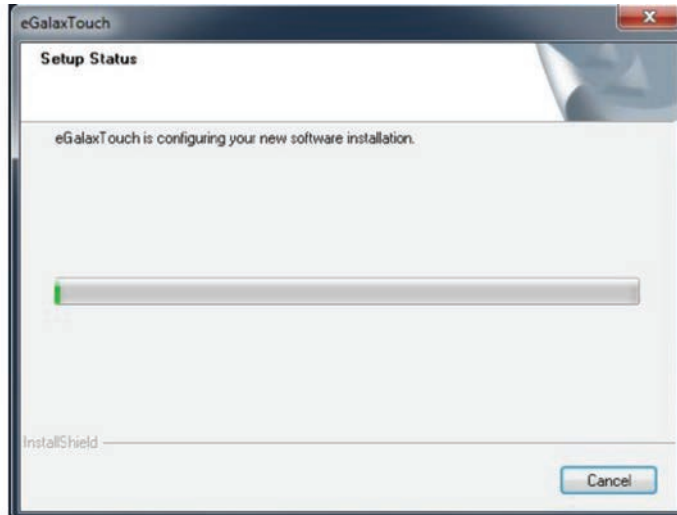 eGalaxTouch
Setup Status
eGalaxTouch is configuring your new software installation.
InstallShield
Cancel